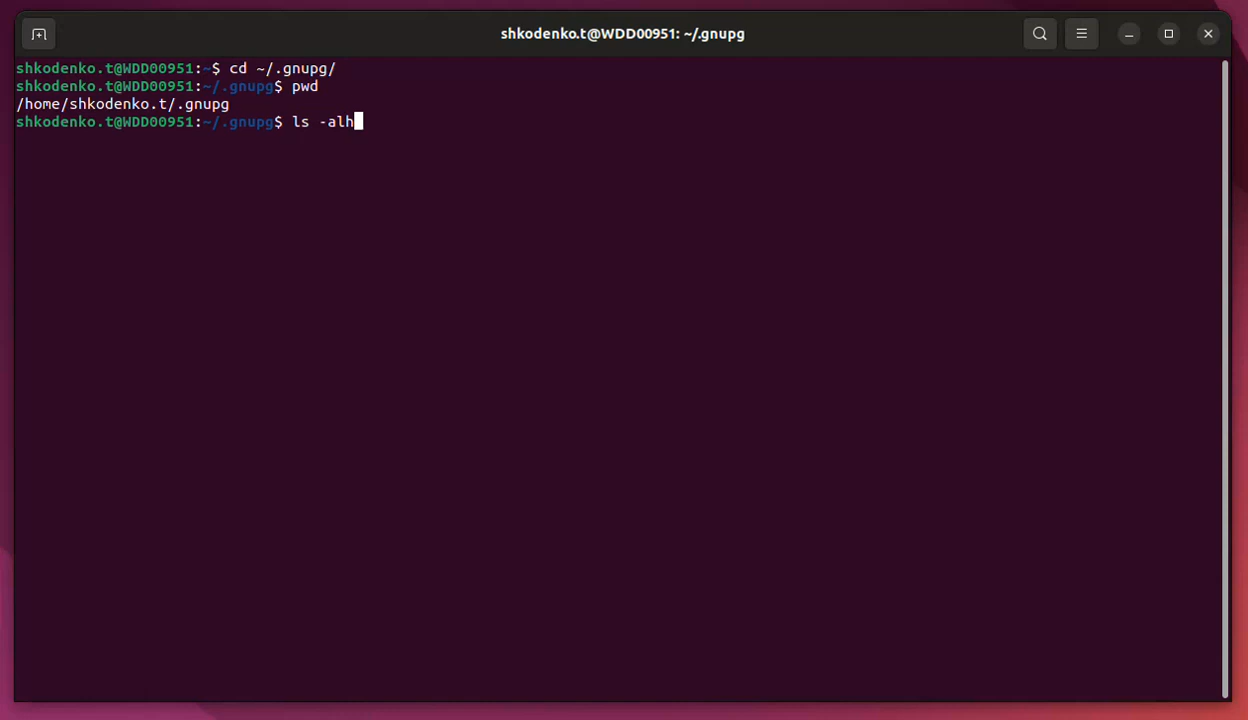 shkodenko.t@WDD00951: ~/.gnupg
shkodenko.t@WDD00951:~$ cd ~/.gnupg/
shkodenko.t@WDD00951:~/.gnupg$ pwd
/home/shkodenko.t/.gnupg
shkodenko.t@WDD00951:~/.gnupg$ ls -alh